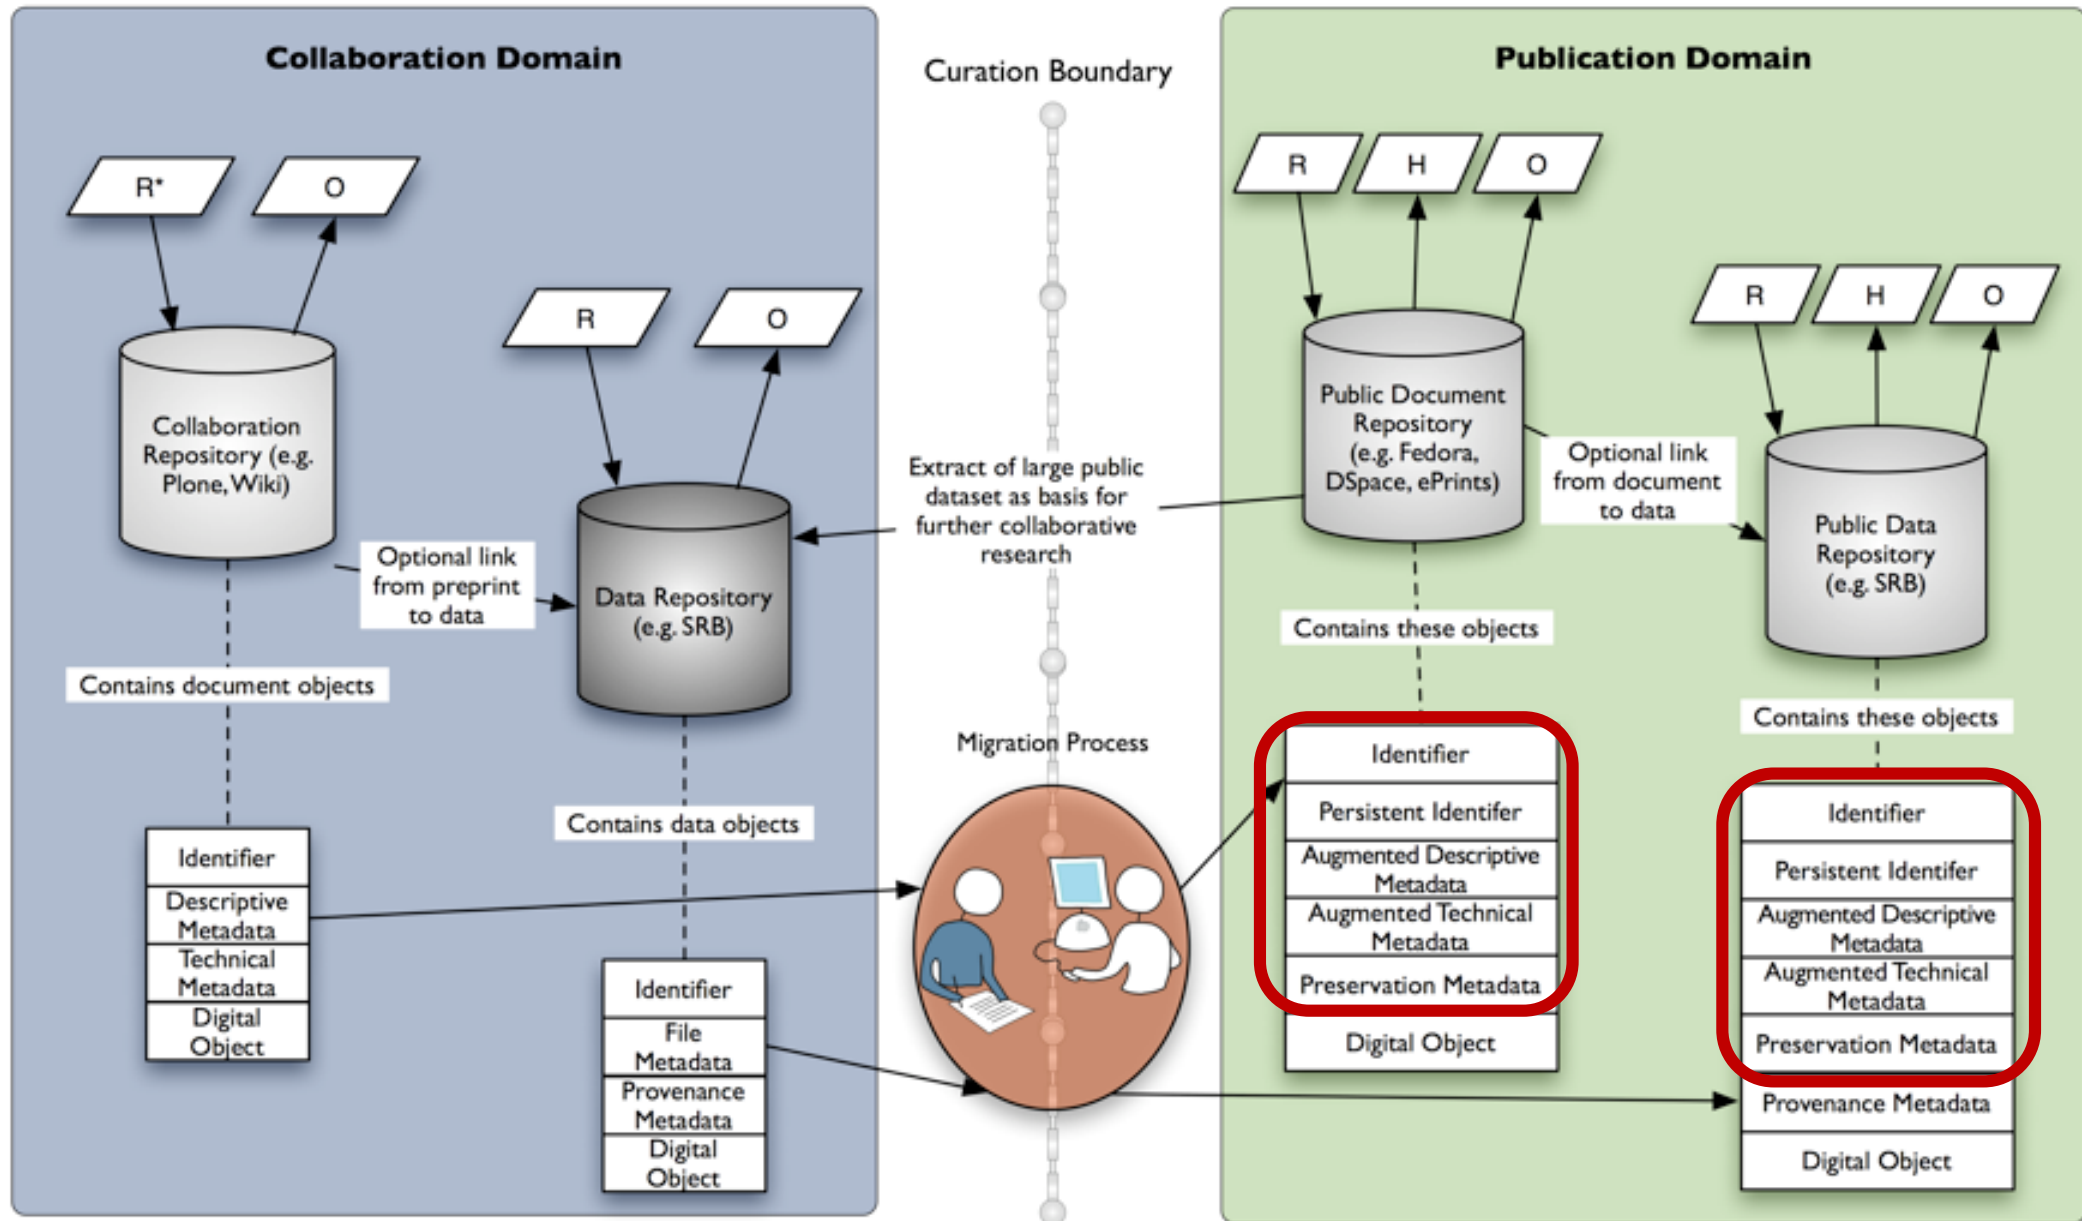 Collaboration Domain
R*
O
R
O
Collaboration
Repository (e.g.
Plone, Wiki)
Optional link
from preprint
to data
Data Repository
(e.g. SRB)
Contains document objects
Contains data objects
Identifier
Descriptive
Metadata
Technical
Metadata
Digital
Object
Identifier
File
Metadata
Provenance
Metadata
Digital
Object
Curation Boundary
Extract of large public
dataset as basis for
further collaborative
research
Migration Process
Publication Domain
R
H
O
R
H
O
Public Document
Repository
(e.g. Fedora,
DSpace, ePrints)
Optional link
from document
to data
Public Data
Repository
(e.g. SRB)
Contains these objects
Contains these objects
Identifier
Persistent Identifer
Augmented Descriptive
Metadata
Augmented Technical
Metadata
Preservation Metadata
Digital Object
Identifier
Persistent Identifer
Augmented Descriptive
Metadata
Augmented Technical
Metadata
Preservation Metadata
Provenance Metadata
Digital Object